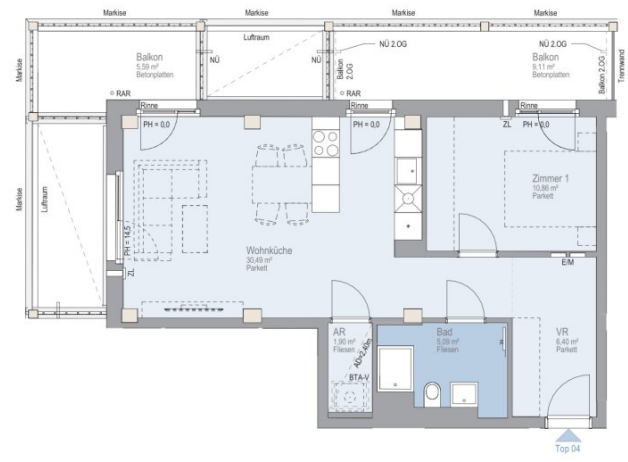 Markise
Markise
Markise
Markise
Luftraum
Balkon
5,59 m²
Betonplatten
NÜ
NÜ
Balkon
2.OG
NÜ 2.OG
NÜ 2.OG
Balkon
9,11 m²
Betonplatten
Balkon 2.OG
Trennwand
Markise
RAR
RAR
Rinne
Rinne
Rinne
PH = 0,0
PH = 0,0
ZL
PH = 0,0
Markise
Luftraum
PH = 14,5
ZL
Zimmer 1
10,86 m²
Parkett
Wohnküche
30,49 m²
Parkett
E/M
AR
1,90 m²
Fliesen
AD=2,40m
BTA-V
Bad
5,09 m²
Fliesen
VR
6,40 m²
Parkett
Top 04